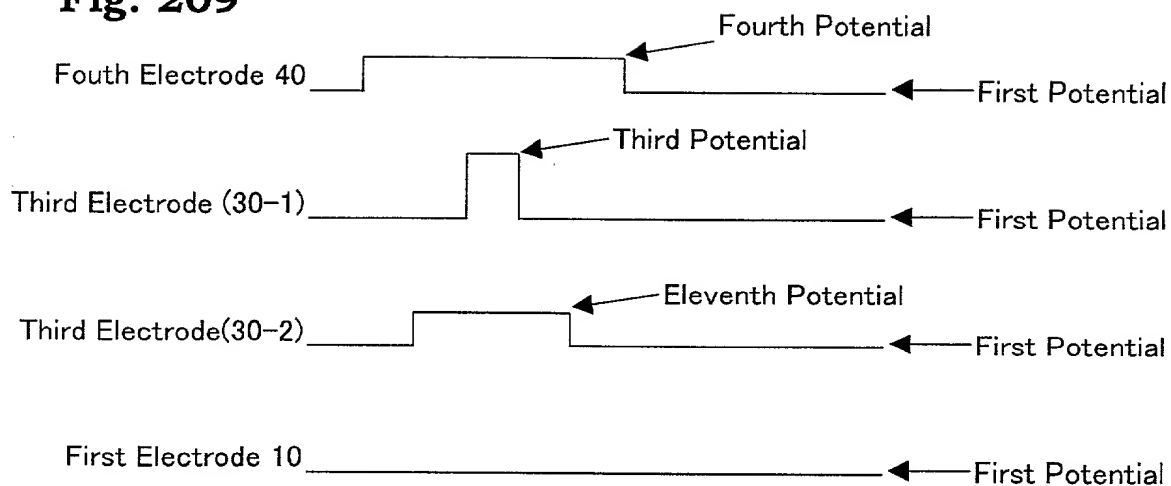 Fig. 209
Fourth Potential
Fouth Electrode 40
First Potential
Third Potential
Third Electrode (30-1)
First Potential
Eleventh Potential
Third Electrode(30-2)
First Potential
First Electrode 10
First Potential